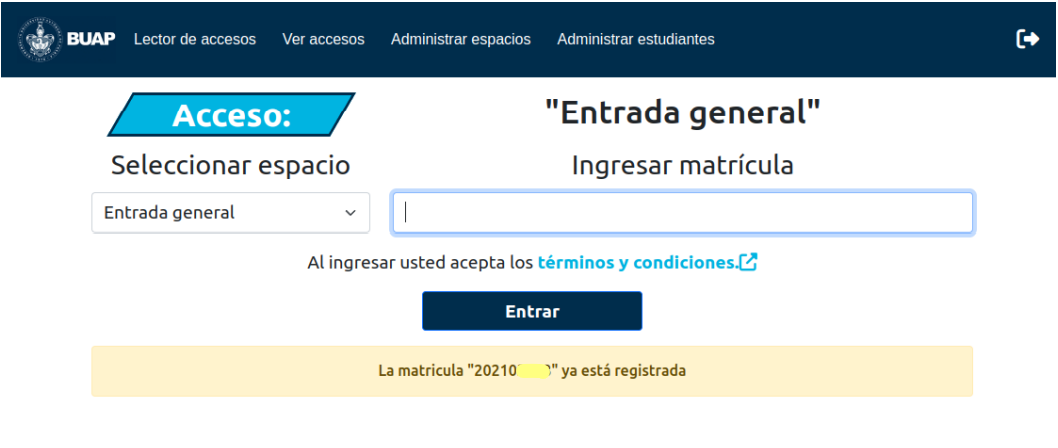 BUAP Lector de accesos Ver accesos Administrar espacios Administrar estudiantes
Acceso:
"Entrada general"
Seleccionar espacio
Ingresar matrícula
Entrada general
Al ingresar usted acepta los términos y condiciones.
Entrar
La matricula "20210 " ya está registrada